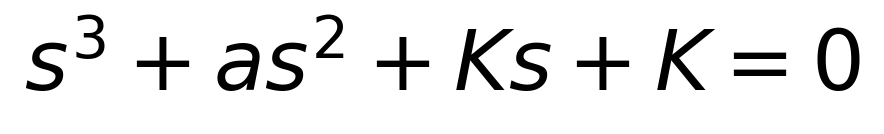 s³ + as² + Ks + K = 0